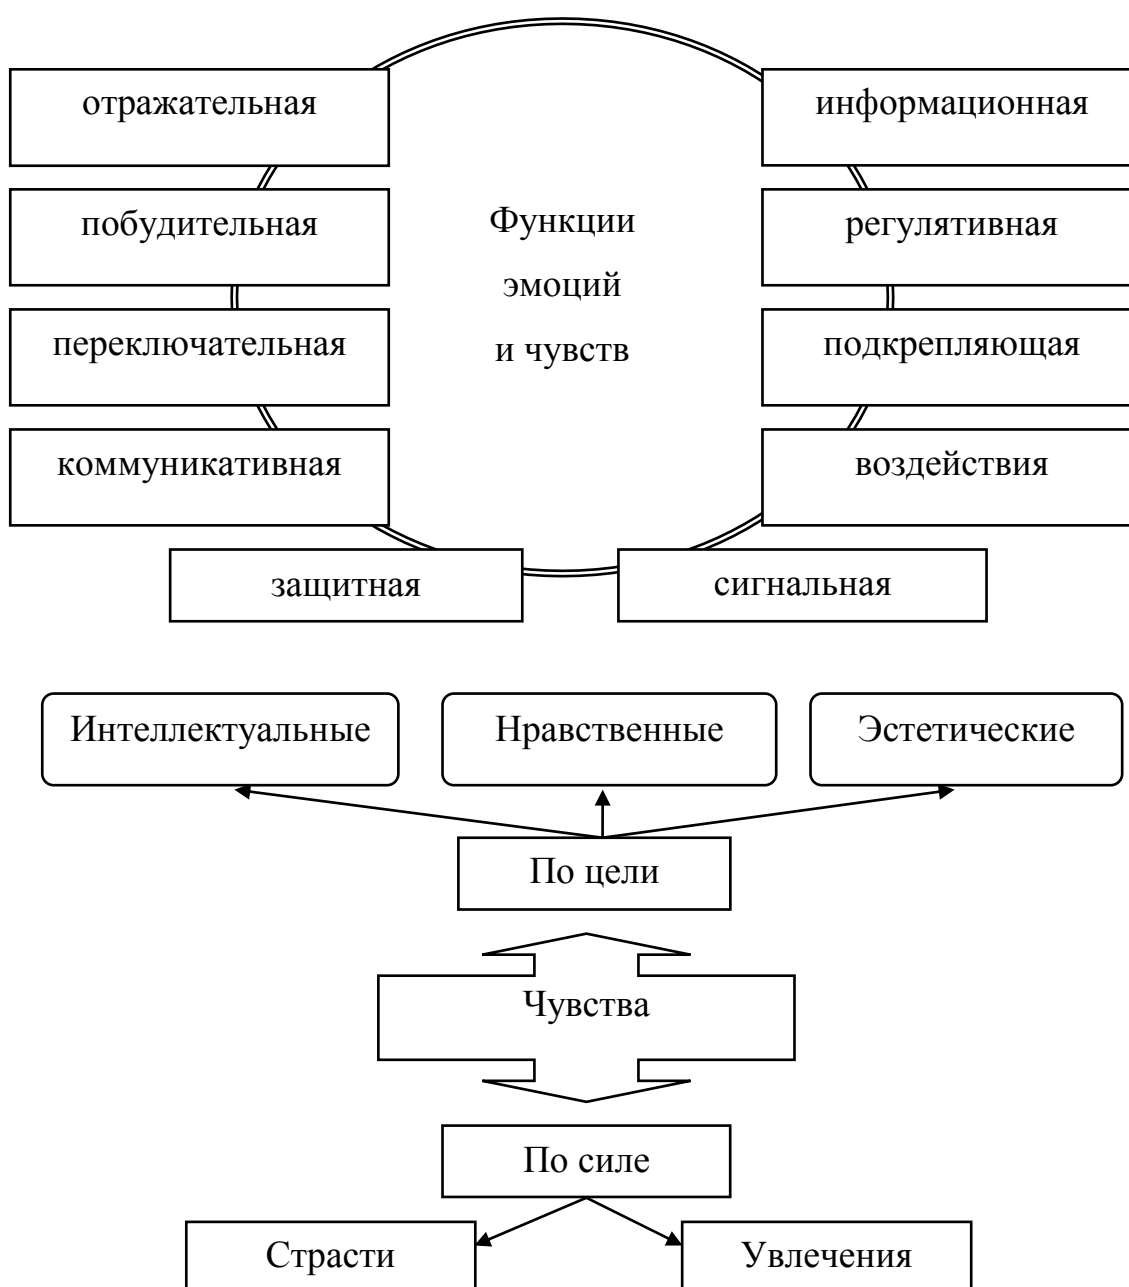 отражательная
информационная
побудительная
Функции
регулятивная
эмоций
переключательная
и чувств
подкрепляющая
коммуникативная
воздействия
защитная
сигнальная
Интеллектуальные
Нравственные
Эстетические
По цели
Чувства
По силе
Страсти
Увлечения